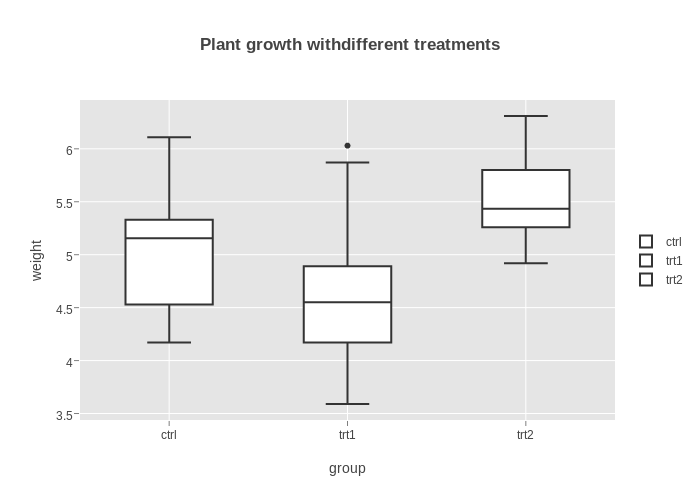 Plant growth withdifferent treatments
weight
6
5.5
5
4.5
4
3.5
ctrl trt1 trt2
group
ctrl
trt1
trt2